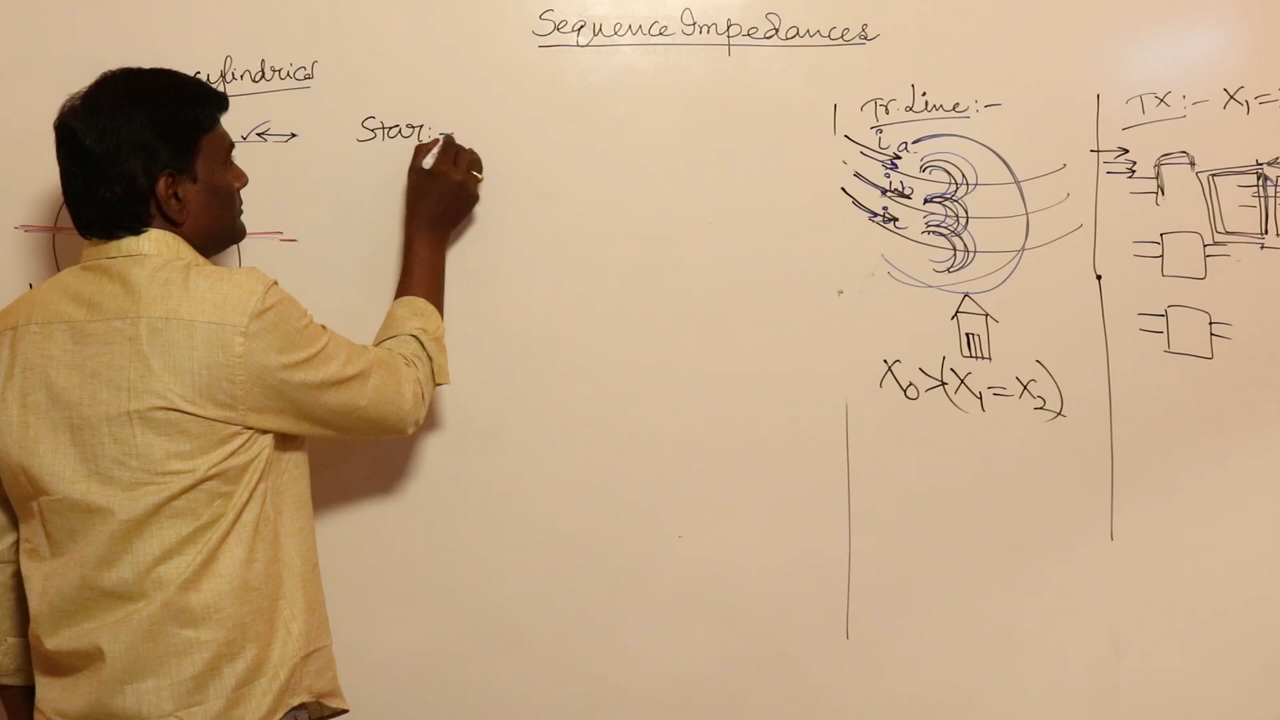 Sequence Impedances
cylindrical
Star:-
Tr. Line:-
ia
ib
ic
X0>(X1=X2)
TX:- X1=